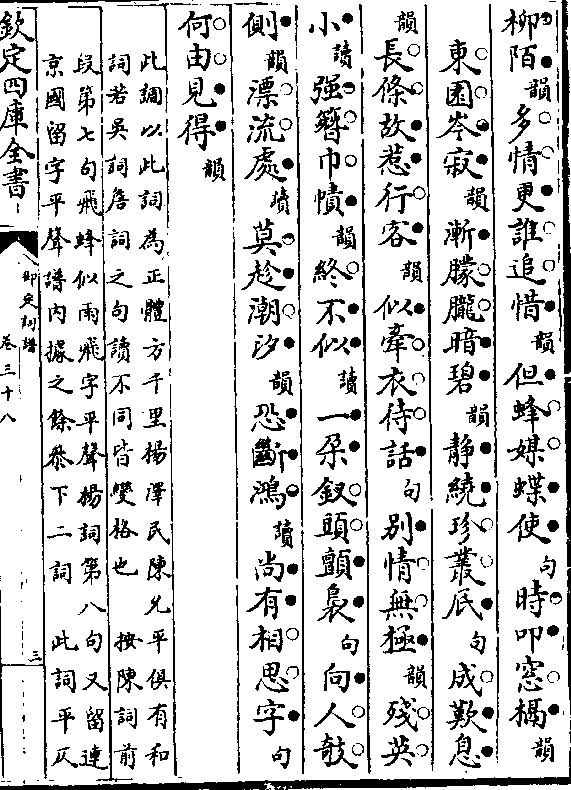 柳陌韻多情更誰追惜韻但蜂媒蝶使句時叩窓槅韻
東園岑寂韻漸朦朧暗碧韻靜繞珍叢底句成歎息
韻長條故惹行客韻似牽衣待話句別情無極韻殘英
小讀强簪巾幘韻終不似讀一朶釵頭顫裊句向人敧
側韻漂流處讀莫趁潮汐韻恐斷鴻讀尚有相思字句
何由見得韻
此調以此詞為正體方千里楊澤民陳允平俱有和
詞若吳詞詹詞之句讀不同皆變格也　按陳詞前
段第七句飛蜂似雨飛字平聲楊詞第八句又留連
京國留字平聲譜内據之餘叅下二詞　此詞平仄
欽定四庫全書
御定詞譜
卷三十八
三